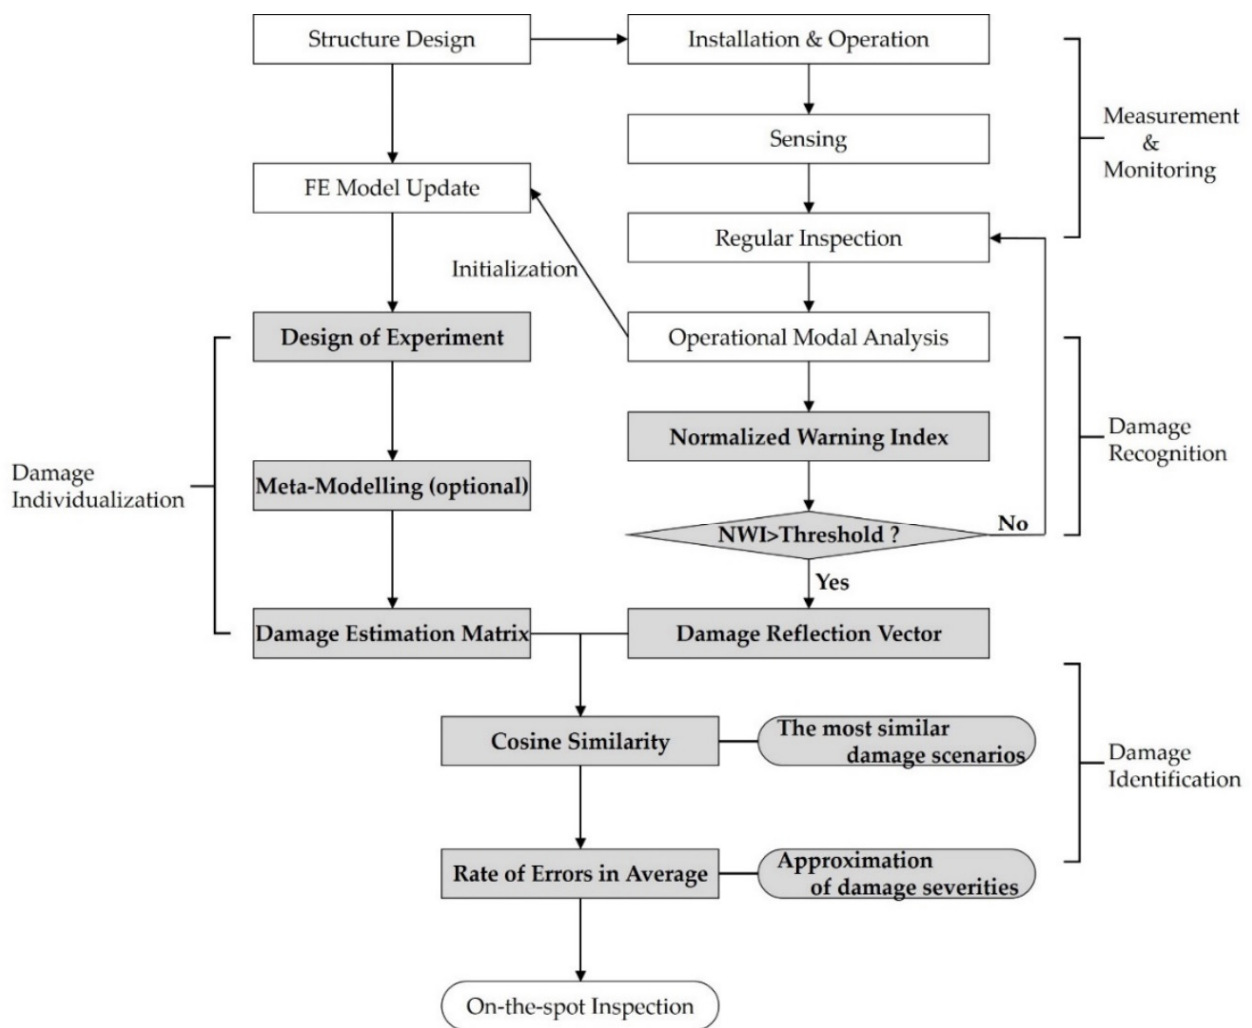 Structure Design
Installation & Operation
Measurement
&
Monitoring
Sensing
FE Model Update
Regular Inspection
Initialization
Design of Experiment
Operational Modal Analysis
Normalized Warning Index
Damage
Recognition
Damage
Individualization
Meta-Modelling (optional)
NWI>Threshold ?
No
Yes
Damage Estimation Matrix
Damage Reflection Vector
Cosine Similarity
The most similar
damage scenarios
Damage
Identification
Rate of Errors in Average
Approximation
of damage severities
On-the-spot Inspection